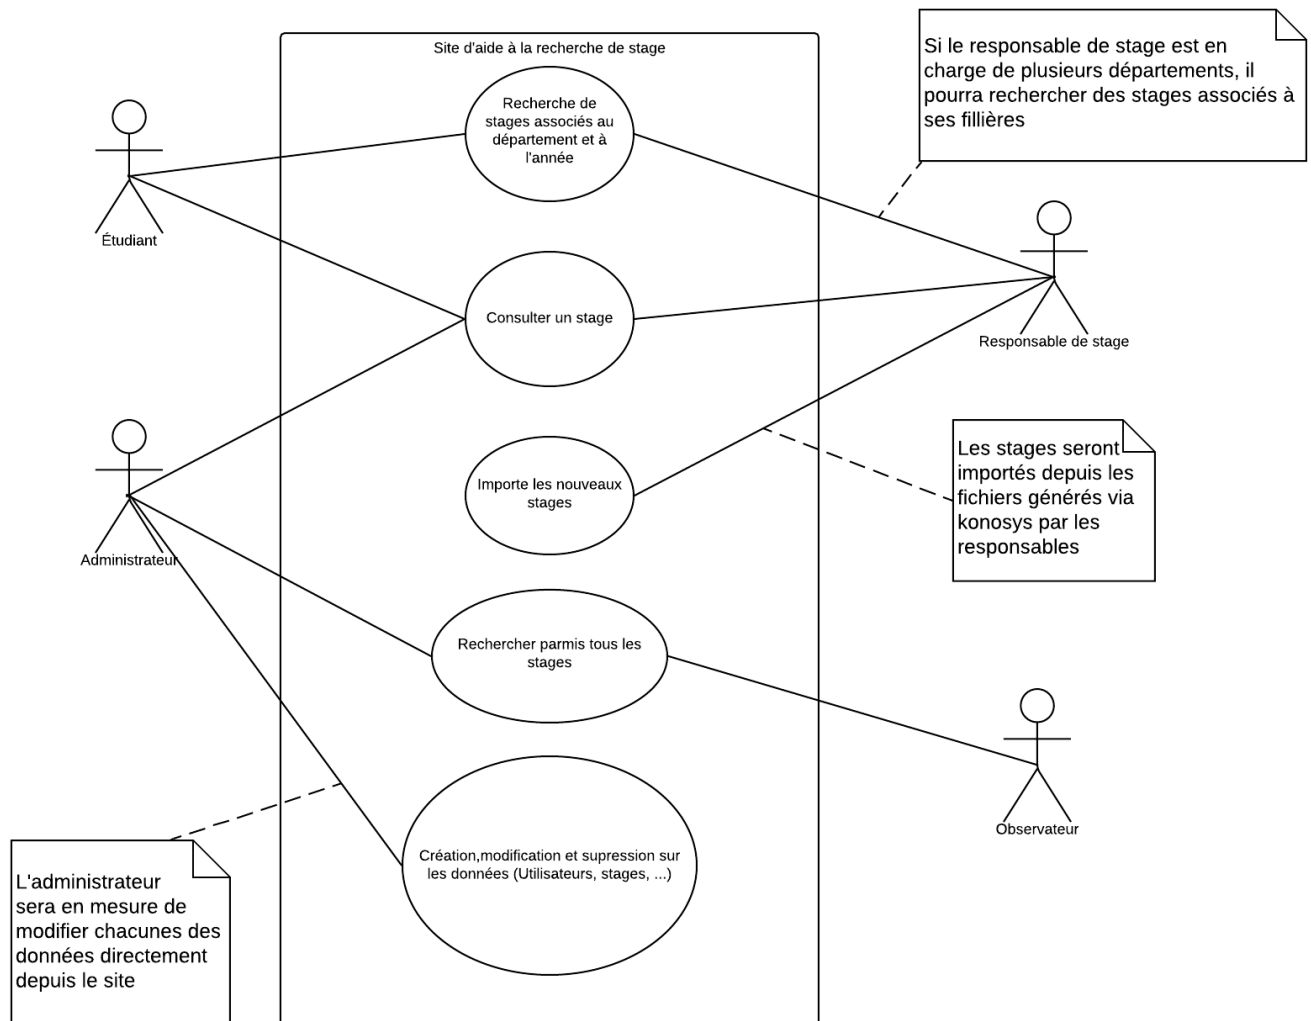 Site d'aide à la recherche de stage
Si le responsable de stage est en
charge de plusieurs départements, il
pourra rechercher des stages associés à
ses fillières
Recherche de
stages associés au
département et à
l'année
Étudiant
Consulter un stage
Responsable de stage
Les stages seront
importés depuis les
fichiers générés via
konosys par les
responsables
Importe les nouveaux
stages
Administrateur
Rechercher parmis tous les
stages
Observateur
Création,modification et supression sur
les données (Utilisateurs, stages, ...)
L'administrateur
sera en mesure de
modifier chacunes des
données directement
depuis le site